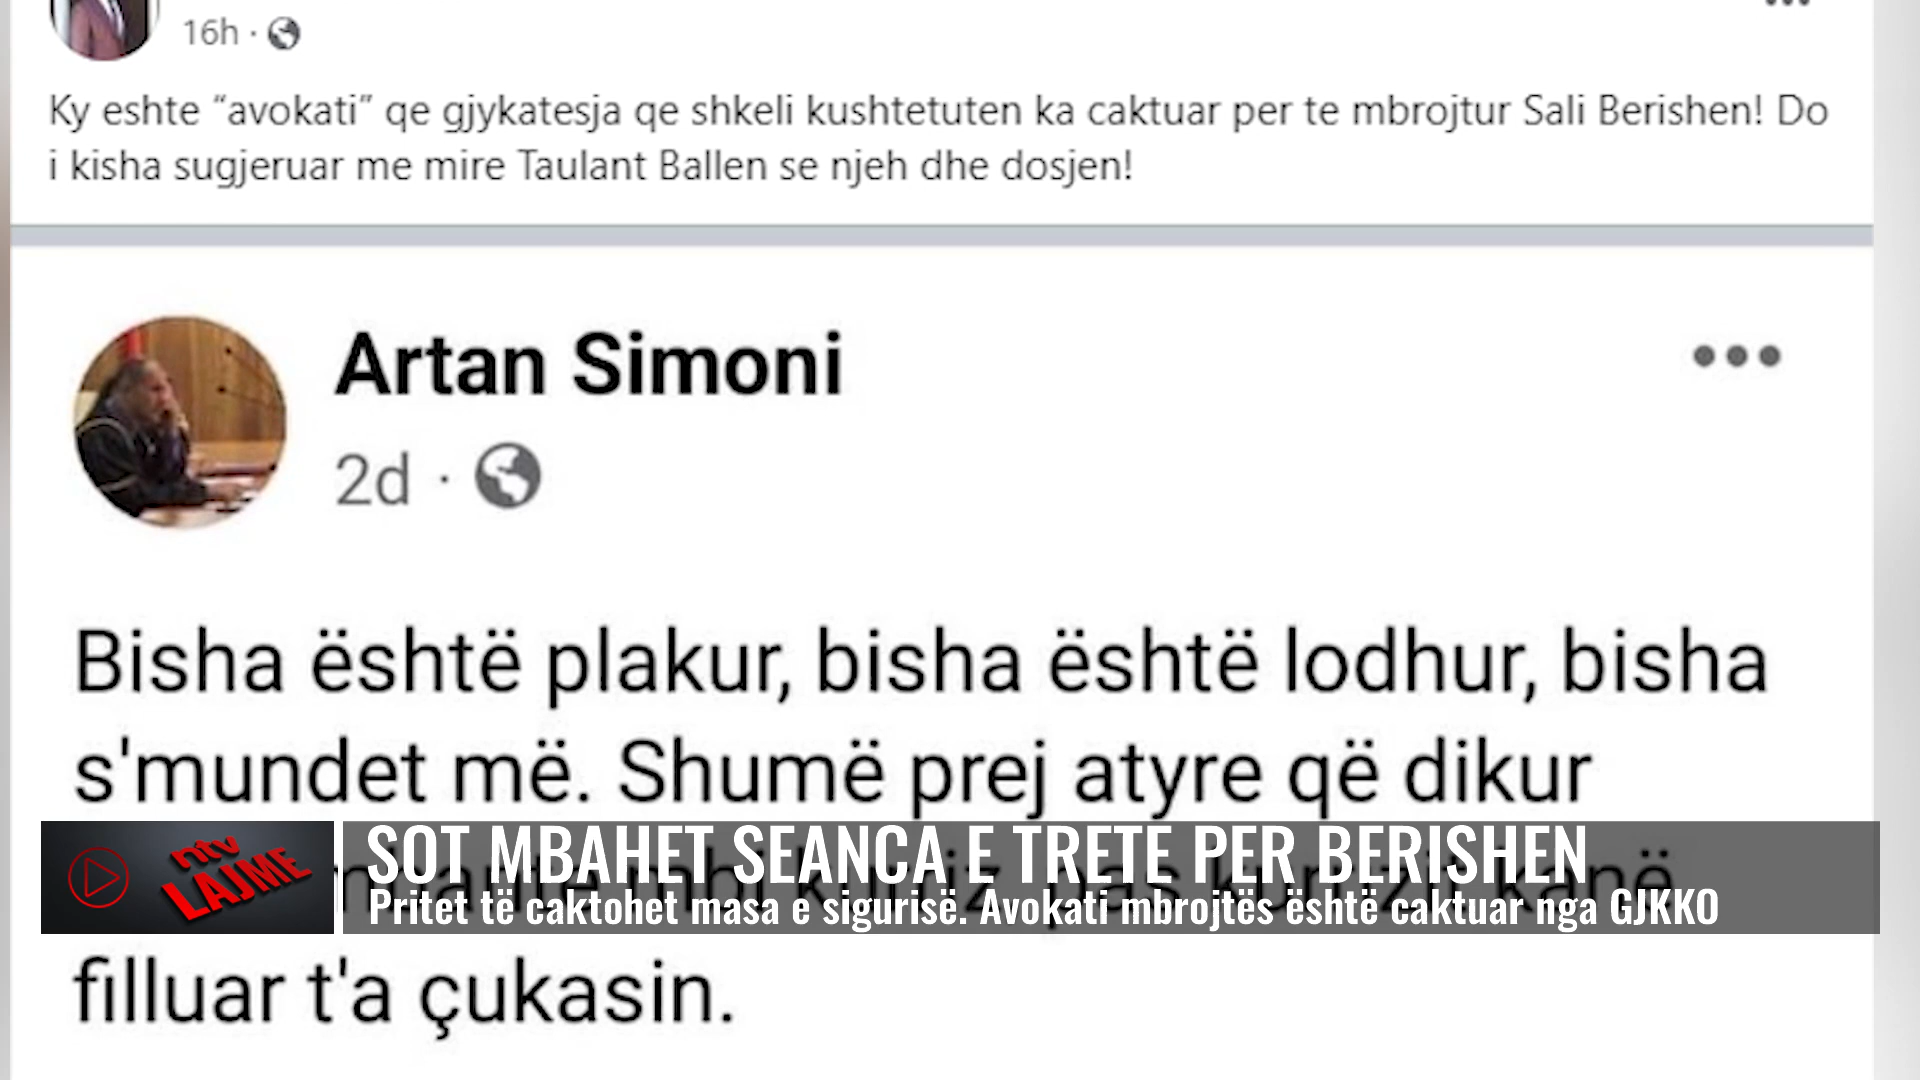 16h ·
Ky eshte “avokati” qe gjykatesja qe shkeli kushtetuten ka caktuar per te mbrojtur Sali Berishen! Do
i kisha sugjeruar me mire Taulant Ballen se njeh dhe dosjen!
Artan Simoni
2d ·
Bisha është plakur, bisha është lodhur, bisha
s'mundet më. Shumë prej atyre që dikur
kanë
filluar t'a çukasin.
ntv
LAJME
SOT MBAHET SEANCA E TRETE PER BERISHEN
Pritet të caktohet masa e sigurisë. Avokati mbrojtës është caktuar nga GJKKO